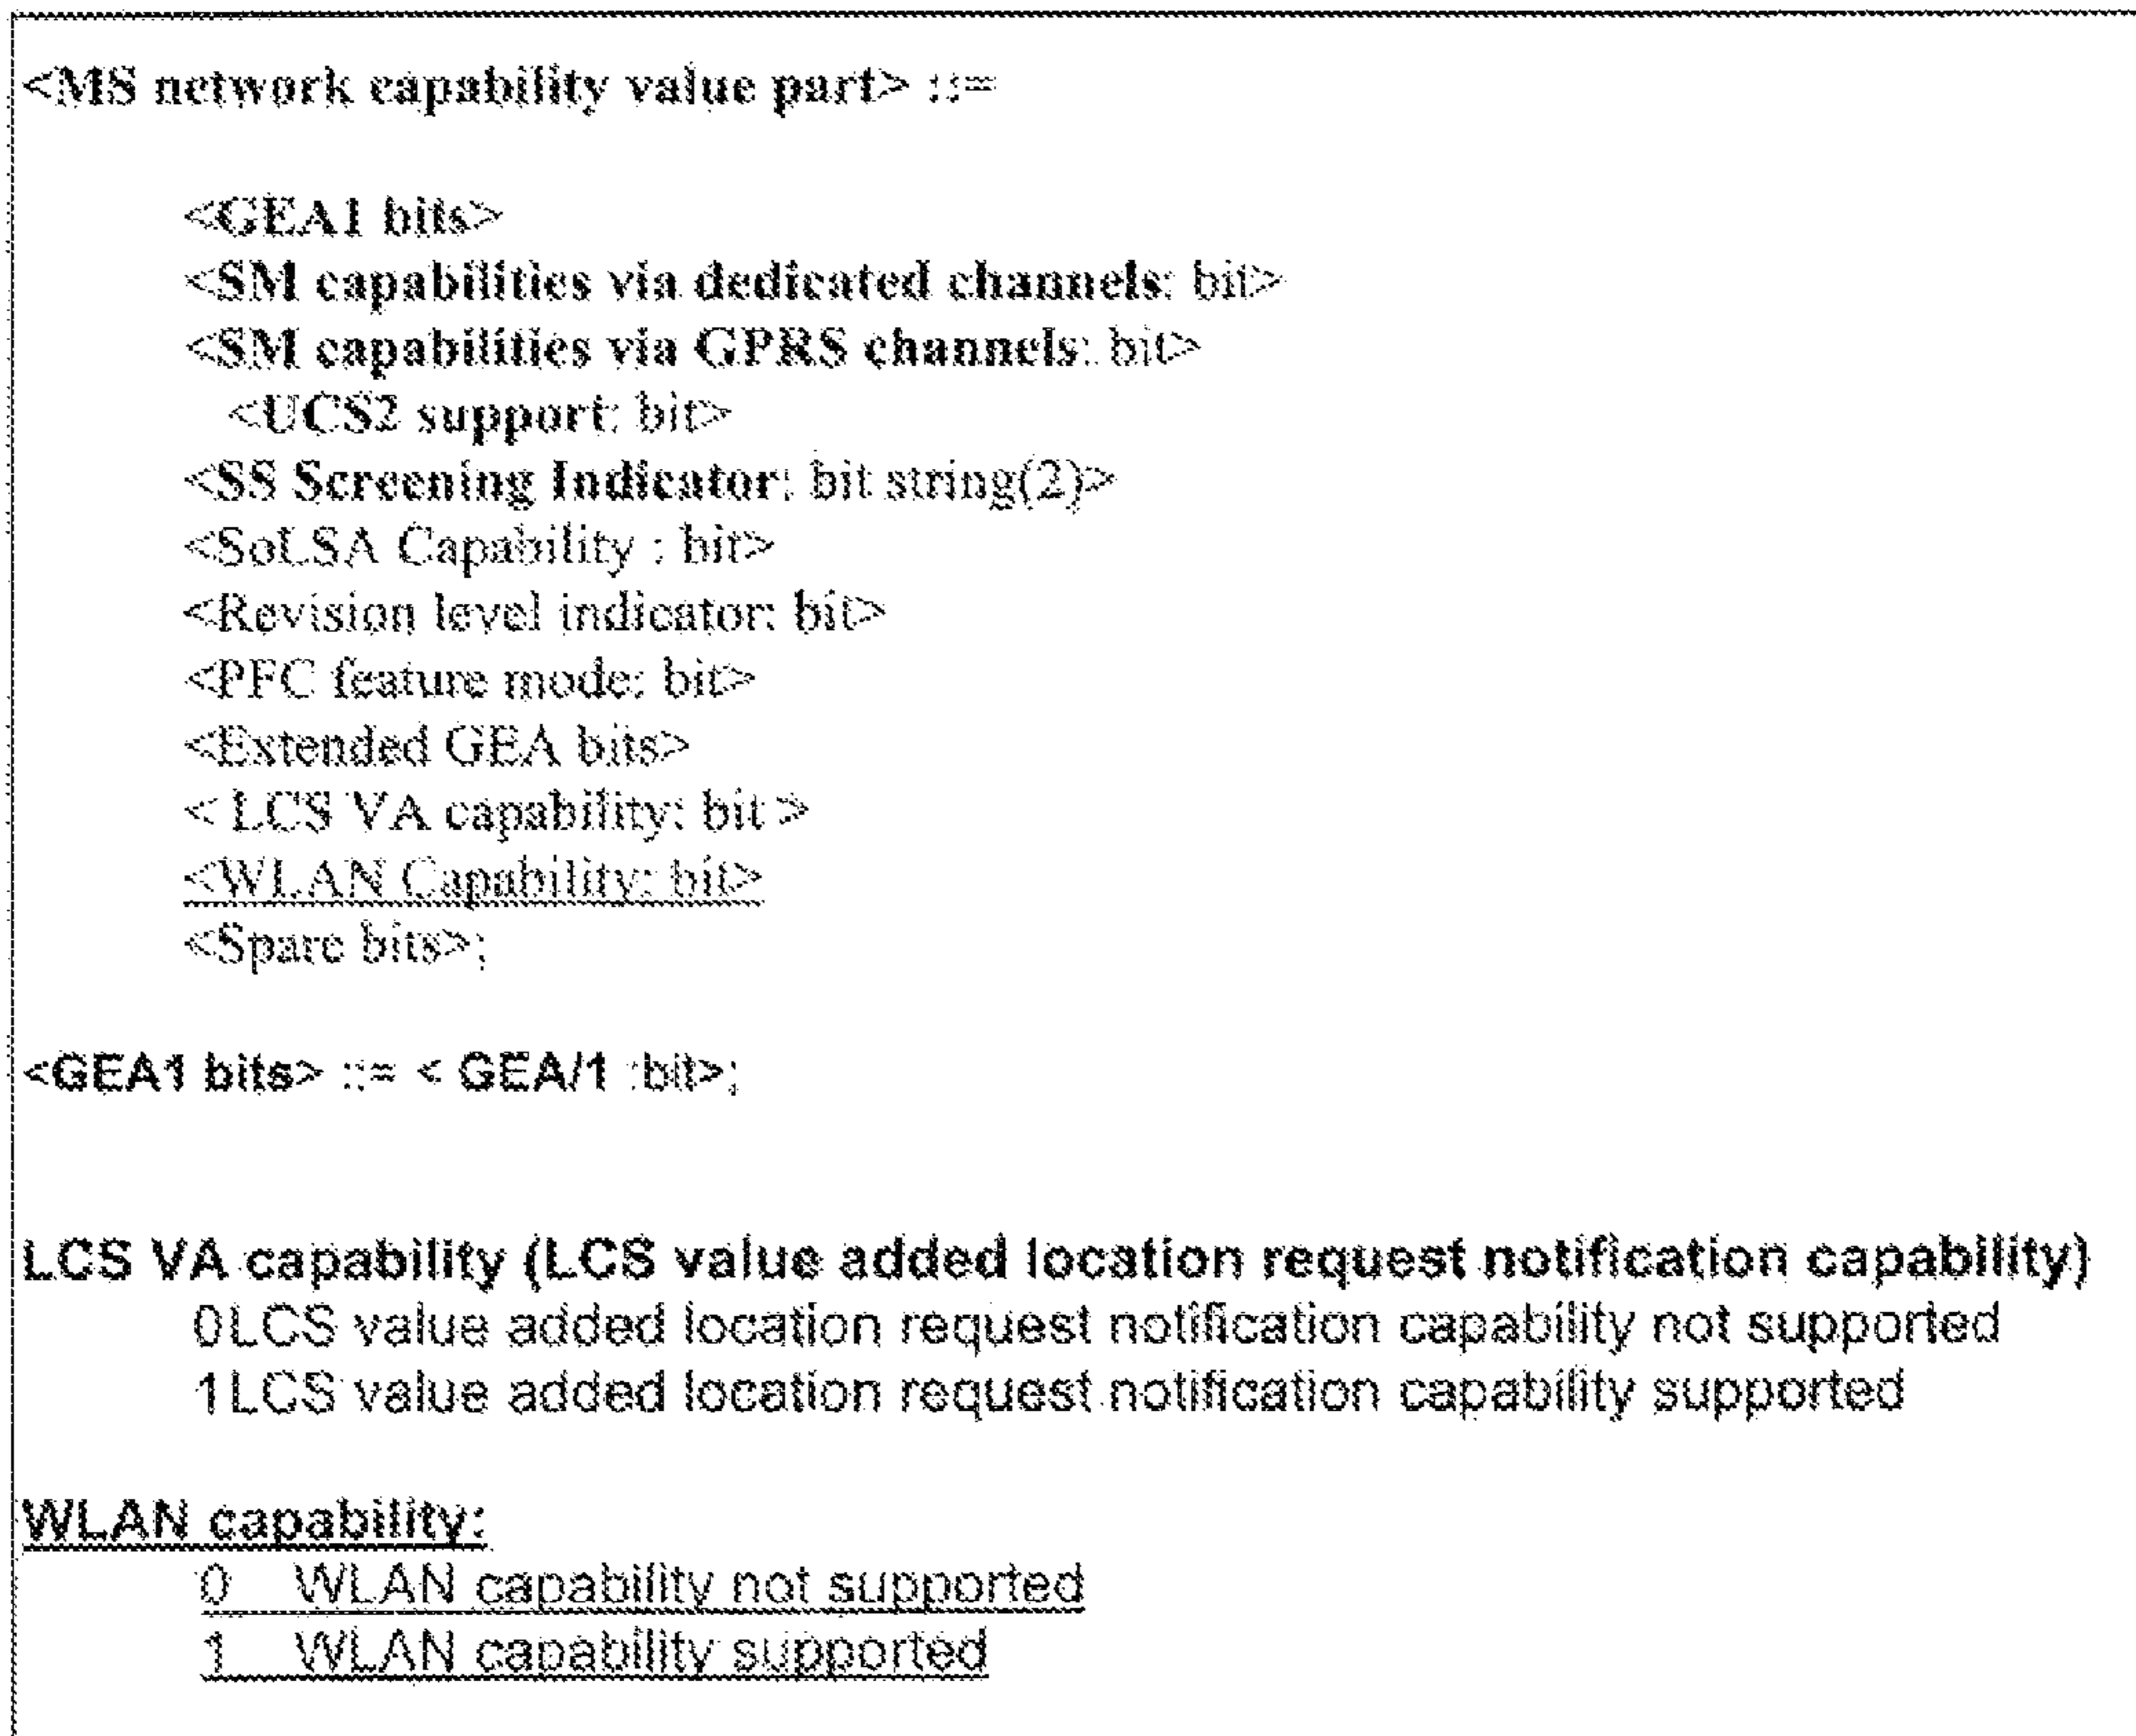 <MS network capability value part> ::=
<GEA1 bits>
<SM capabilities via dedicated channels: bit>
<SM capabilities via GPRS channels: bit>
<UCS2 support: bit>
<SS Screening Indicator: bit string(2)>
<SoLSA Capability : bit>
<Revision level indicator: bit>
<PFC feature mode: bit>
<Extended GEA bits>
< LCS VA capability: bit >
<WLAN Capability: bit>
<Spare bits>;
<GEA1 bits> ::= < GEA/1 :bit>;
LCS VA capability (LCS value added location request notification capability)
0LCS value added location request notification capability not supported
1LCS value added location request notification capability supported
WLAN capability:
0 WLAN capability not supported
1 WLAN capability supported